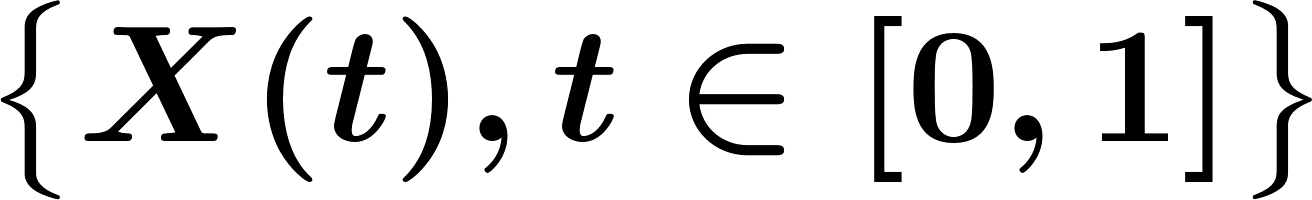 {X(t), t ∈ [0, 1]}